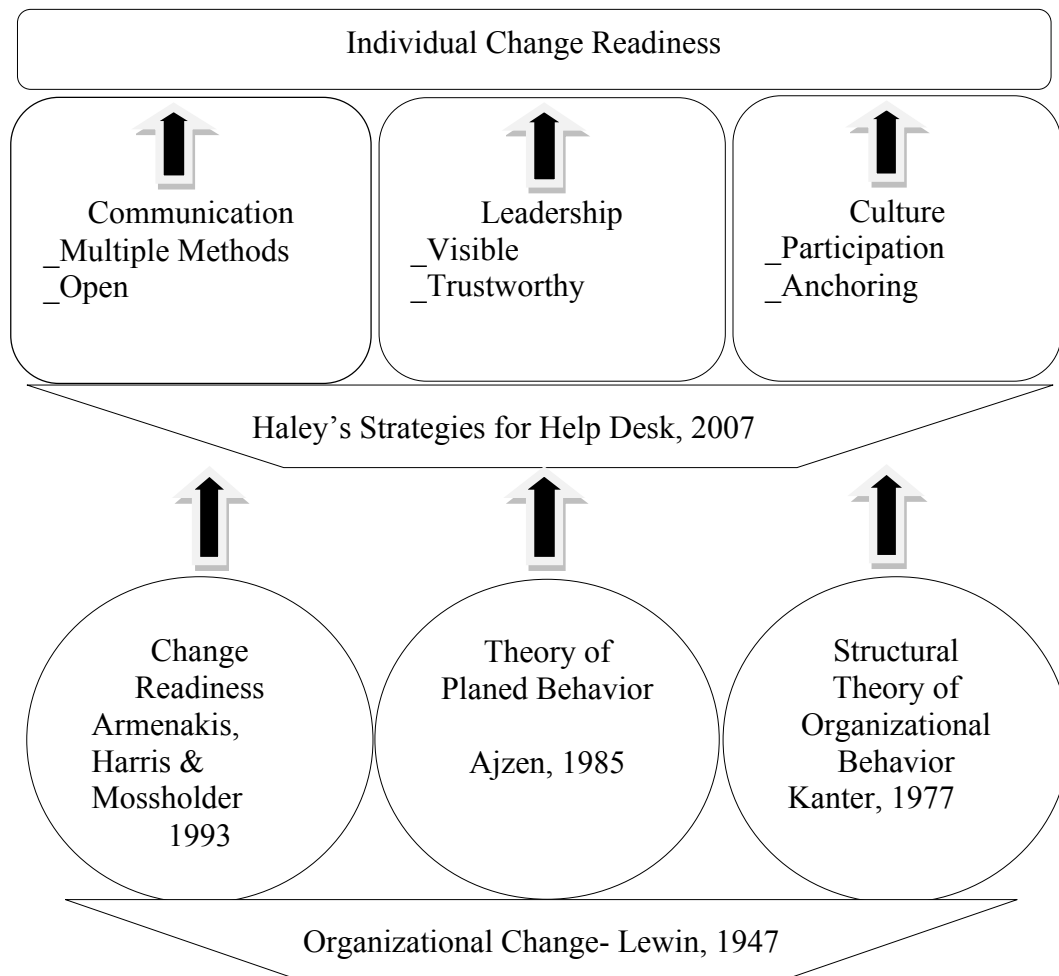 Individual Change Readiness
Communication
_Multiple Methods
_Open
Leadership
_Visible
_Trustworthy
Culture
_Participation
_Anchoring
Haley's Strategies for Help Desk, 2007
Change
Readiness
Armenakis,
Harris &
Mossholder
1993
Theory of
Planed Behavior
Ajzen, 1985
Structural
Theory of
Organizational
Behavior
Kanter, 1977
Organizational Change- Lewin, 1947